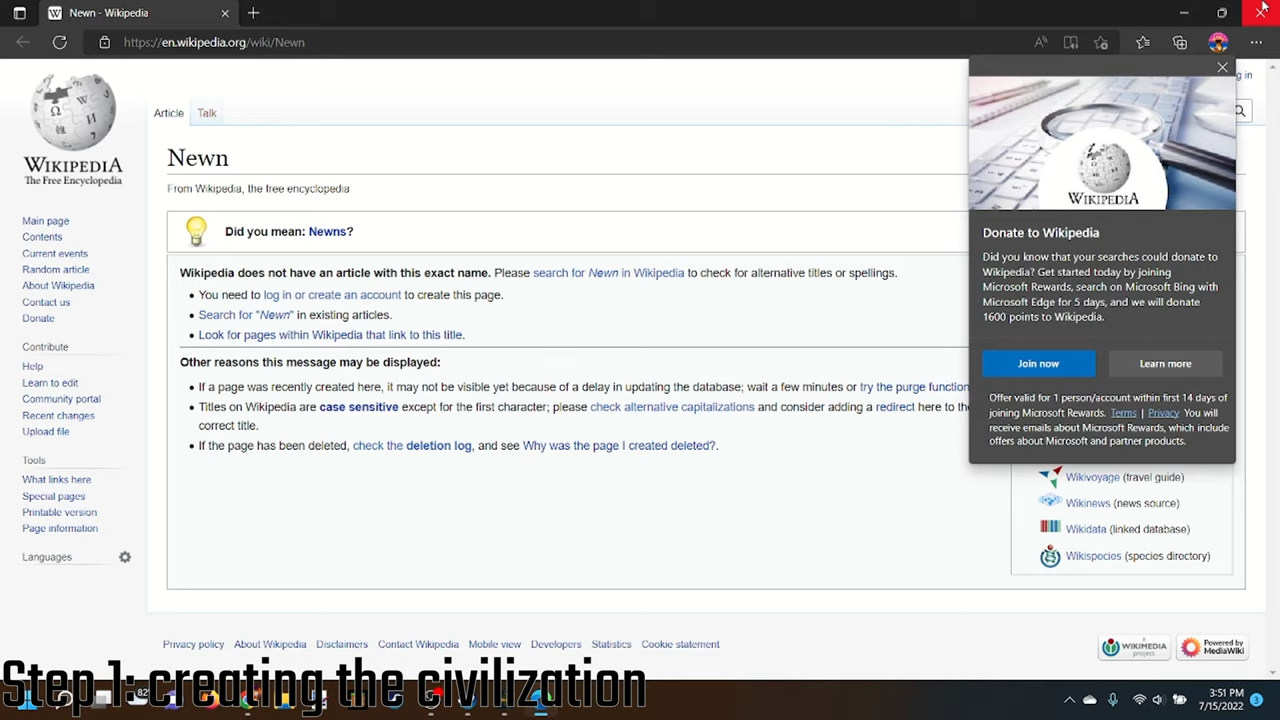 Newn - Wikipedia
https://en.wikipedia.org/wiki/Newn
WIKIPEDIA
The Free Encyclopedia
Main page
Contents
Current events
Random article
About Wikipedia
Contact us
Donate
Contribute
Help
Learn to edit
Community portal
Recent changes
Upload file
Tools
What links here
Special pages
Printable version
Page information
Languages
Article
Talk
g in
Newn
From Wikipedia, the free encyclopedia
Did you mean: Newns?
Wikipedia does not have an article with this exact name. Please search for Newn in Wikipedia to check for alternative titles or spellings.
• You need to log in or create an account to create this page.
• Search for "Newn" in existing articles.
• Look for pages within Wikipedia that link to this title.
Other reasons this message may be displayed:
• If a page was recently created here, it may not be visible yet because of a delay in updating the database; wait a few minutes or try the purge function
• Titles on Wikipedia are case sensitive except for the first character; please check alternative capitalizations and consider adding a redirect here to the
correct title.
• If the page has been deleted, check the deletion log, and see Why was the page I created deleted?.
WIKIPEDIA
Donate to Wikipedia
Did you know that your searches could donate to
Wikipedia? Get started today by joining
Microsoft Rewards, search on Microsoft Bing with
Microsoft Edge for 5 days, and we will donate
1600 points to Wikipedia.
Join now
Learn more
Offer valid for 1 person/account within first 14 days of
joining Microsoft Rewards. Terms | Privacy You will
receive emails about Microsoft Rewards, which include
offers about Microsoft and partner products.
Wikivoyage (travel guide)
Wikinews (news source)
Wikidata (linked database)
Wikispecies (species directory)
Privacy policy
About Wikipedia
Disclaimers
Contact Wikipedia
Mobile view
Developers
Statistics
Cookie statement
WIKIMEDIA
project
Powered by
MediaWiki
Step 1: creating the civilization
82°
3:51 PM
7/15/2022
3